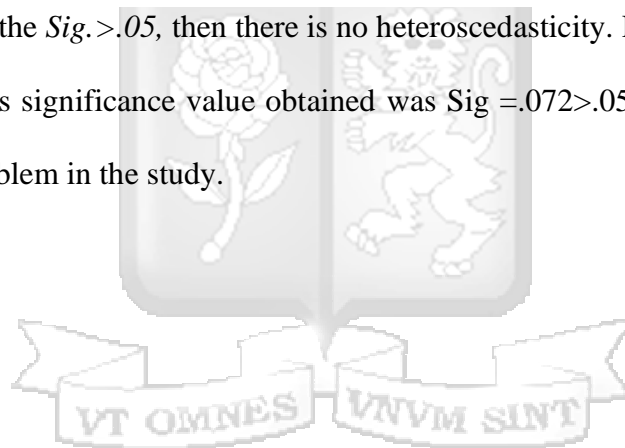 the Sig.>.05, then there is no heteroscedasticity.
s significance value obtained was Sig =.072>.05
blem in the study.
VT OMNES VNVM SINT